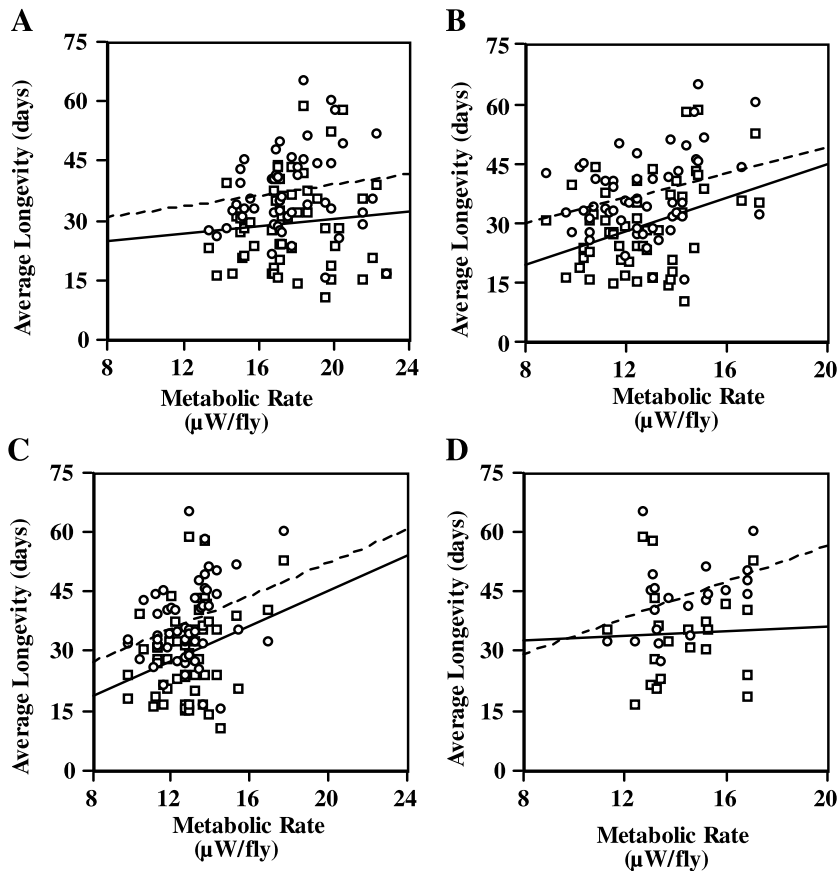 A
75
60
45
30
15
0
Average Longevity (days)
8 12 16 20 24
Metabolic Rate
(µW/fly)
B
75
60
45
30
15
0
Average Longevity (days)
8 12 16 20
Metabolic Rate
(µW/fly)
C
75
60
45
30
15
0
Average Longevity (days)
8 12 16 20 24
Metabolic Rate
(µW/fly)
D
75
60
45
30
15
0
Average Longevity (days)
8 12 16 20
Metabolic Rate
(µW/fly)